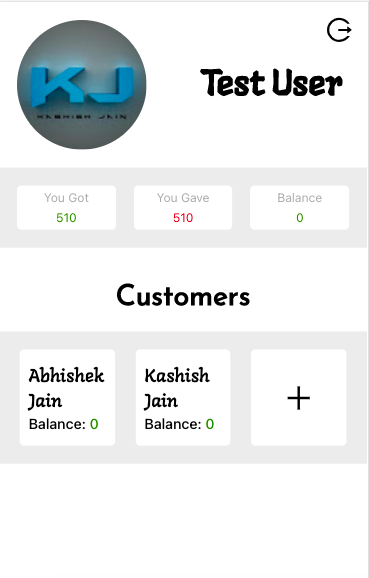 KJ
KASHISH JAIN
Test User
You Got
510
You Gave
510
Balance
0
Customers
Abhishek
Jain
Balance: 0
Kashish
Jain
Balance: 0
+